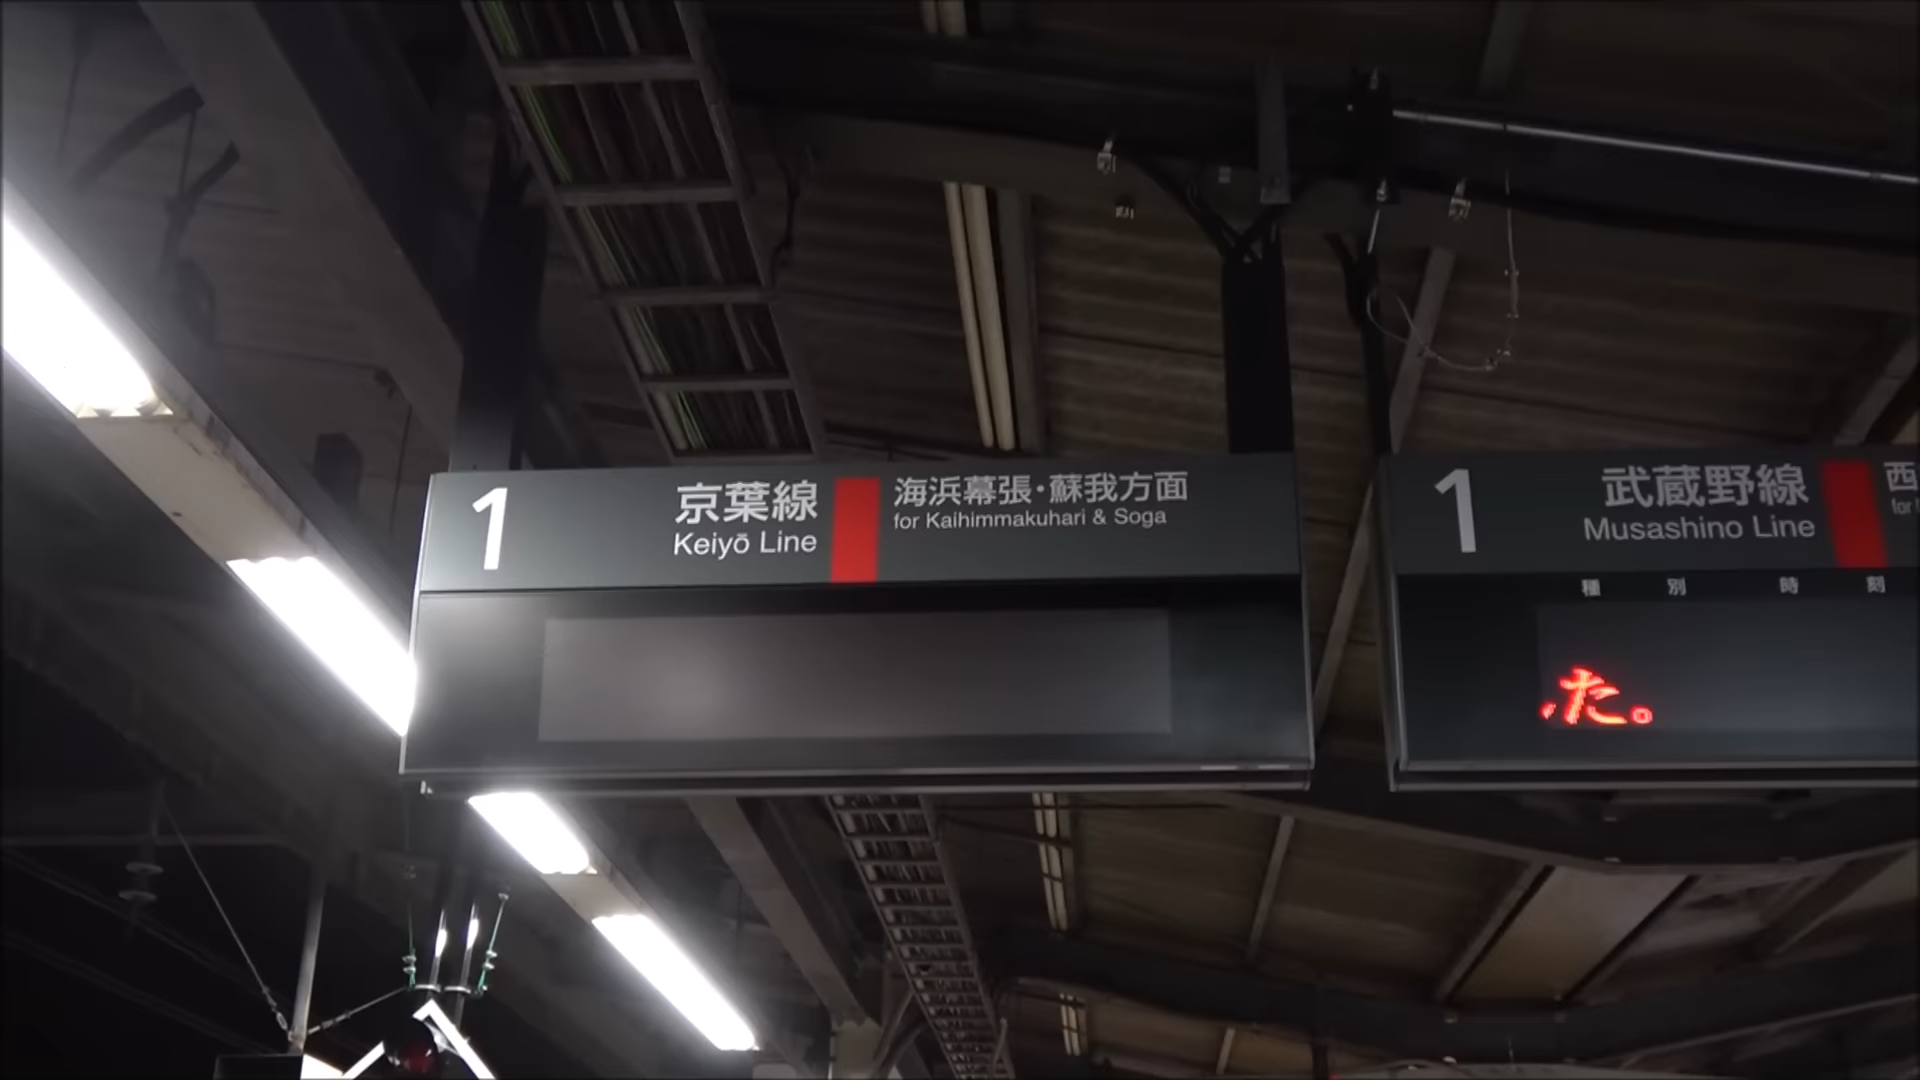 1
京葉線
Keiyō Line
海浜幕張・蘇我方面
for Kaihimmakuhari & Soga
1
武蔵野線
Musashino Line
西
for
種別 時刻
た。